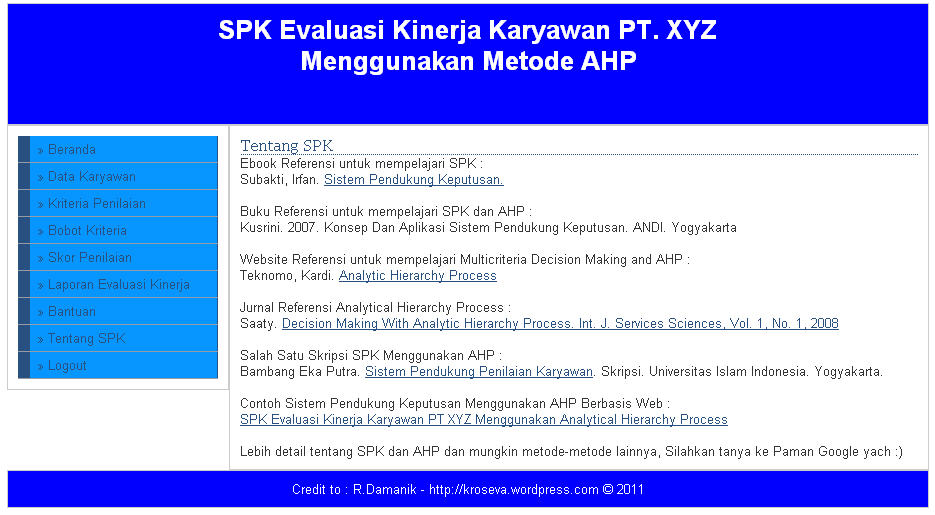 SPK Evaluasi Kinerja Karyawan PT. XYZ
Menggunakan Metode AHP
» Beranda
» Data Karyawan
» Kriteria Penilaian
» Bobot Kriteria
» Skor Penilaian
» Laporan Evaluasi Kinerja
» Bantuan
» Tentang SPK
» Logout
Tentang SPK
Ebook Referensi untuk mempelajari SPK :
Subakti, Irfan. Sistem Pendukung Keputusan.
Buku Referensi untuk mempelajari SPK dan AHP :
Kusrini. 2007. Konsep Dan Aplikasi Sistem Pendukung Keputusan. ANDI. Yogyakarta
Website Referensi untuk mempelajari Multicriteria Decision Making and AHP :
Teknomo, Kardi. Analytic Hierarchy Process
Jurnal Referensi Analytical Hierarchy Process :
Saaty. Decision Making With Analytic Hierarchy Process. Int. J. Services Sciences, Vol. 1, No. 1, 2008
Salah Satu Skripsi SPK Menggunakan AHP :
Bambang Eka Putra. Sistem Pendukung Penilaian Karyawan. Skripsi. Universitas Islam Indonesia. Yogyakarta.
Contoh Sistem Pendukung Keputusan Menggunakan AHP Berbasis Web :
SPK Evaluasi Kinerja Karyawan PT XYZ Menggunakan Analytical Hierarchy Process
Lebih detail tentang SPK dan AHP dan mungkin metode-metode lainnya, Silahkan tanya ke Paman Google yach :)
Credit to : R.Damanik - http://kroseva.wordpress.com © 2011